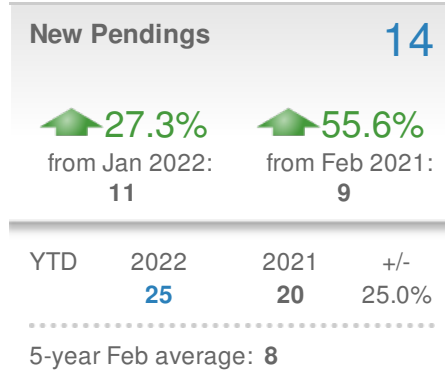 New Pendings 14
27.3% 55.6%
from Jan 2022: from Feb 2021:
11 9
YTD 2022 2021 +/-
25 20 25.0%
5-year Feb average: 8